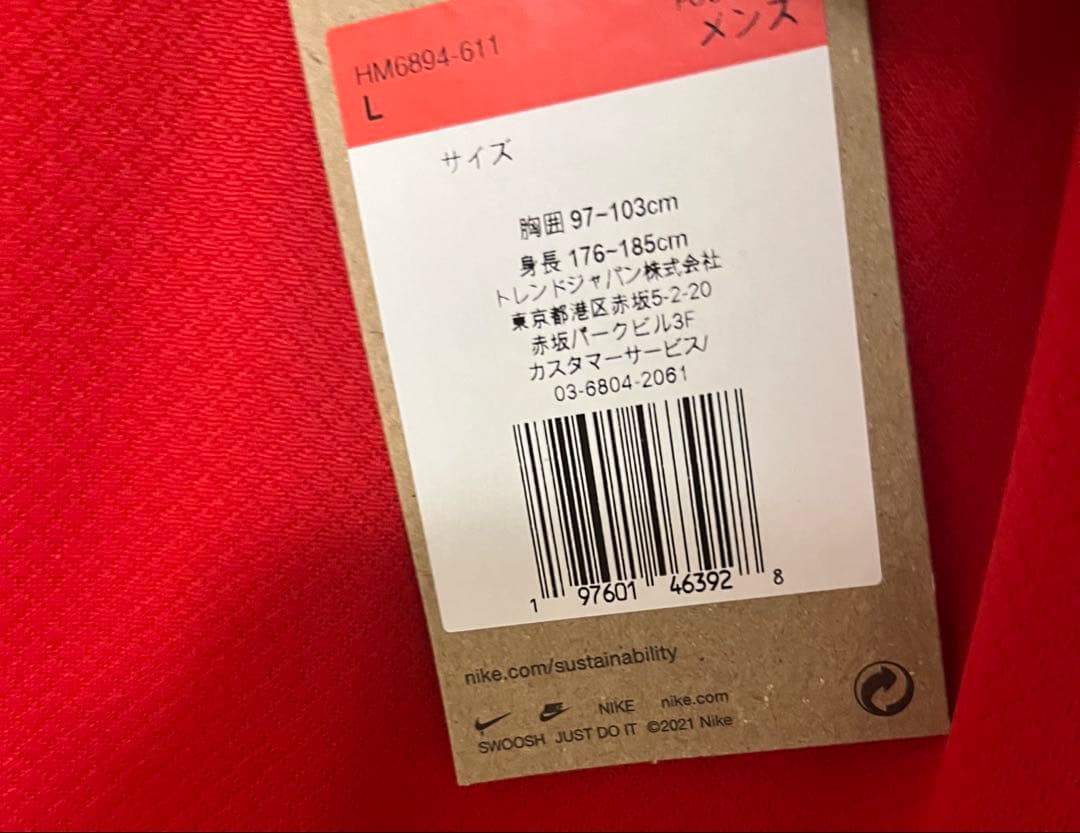 メンズ
HM6894-611
L
サイズ
胸囲 97-103cm
身長 176-185cm
トレンドジャパン株式会社
東京都港区赤坂5-2-20
赤坂パークビル3F
カスタマーサービス/
03-6804-2061
1 97601 46392 8
nike.com/sustainability
NIKE nike.com
SWOOSH JUST DO IT ©2021 Nike